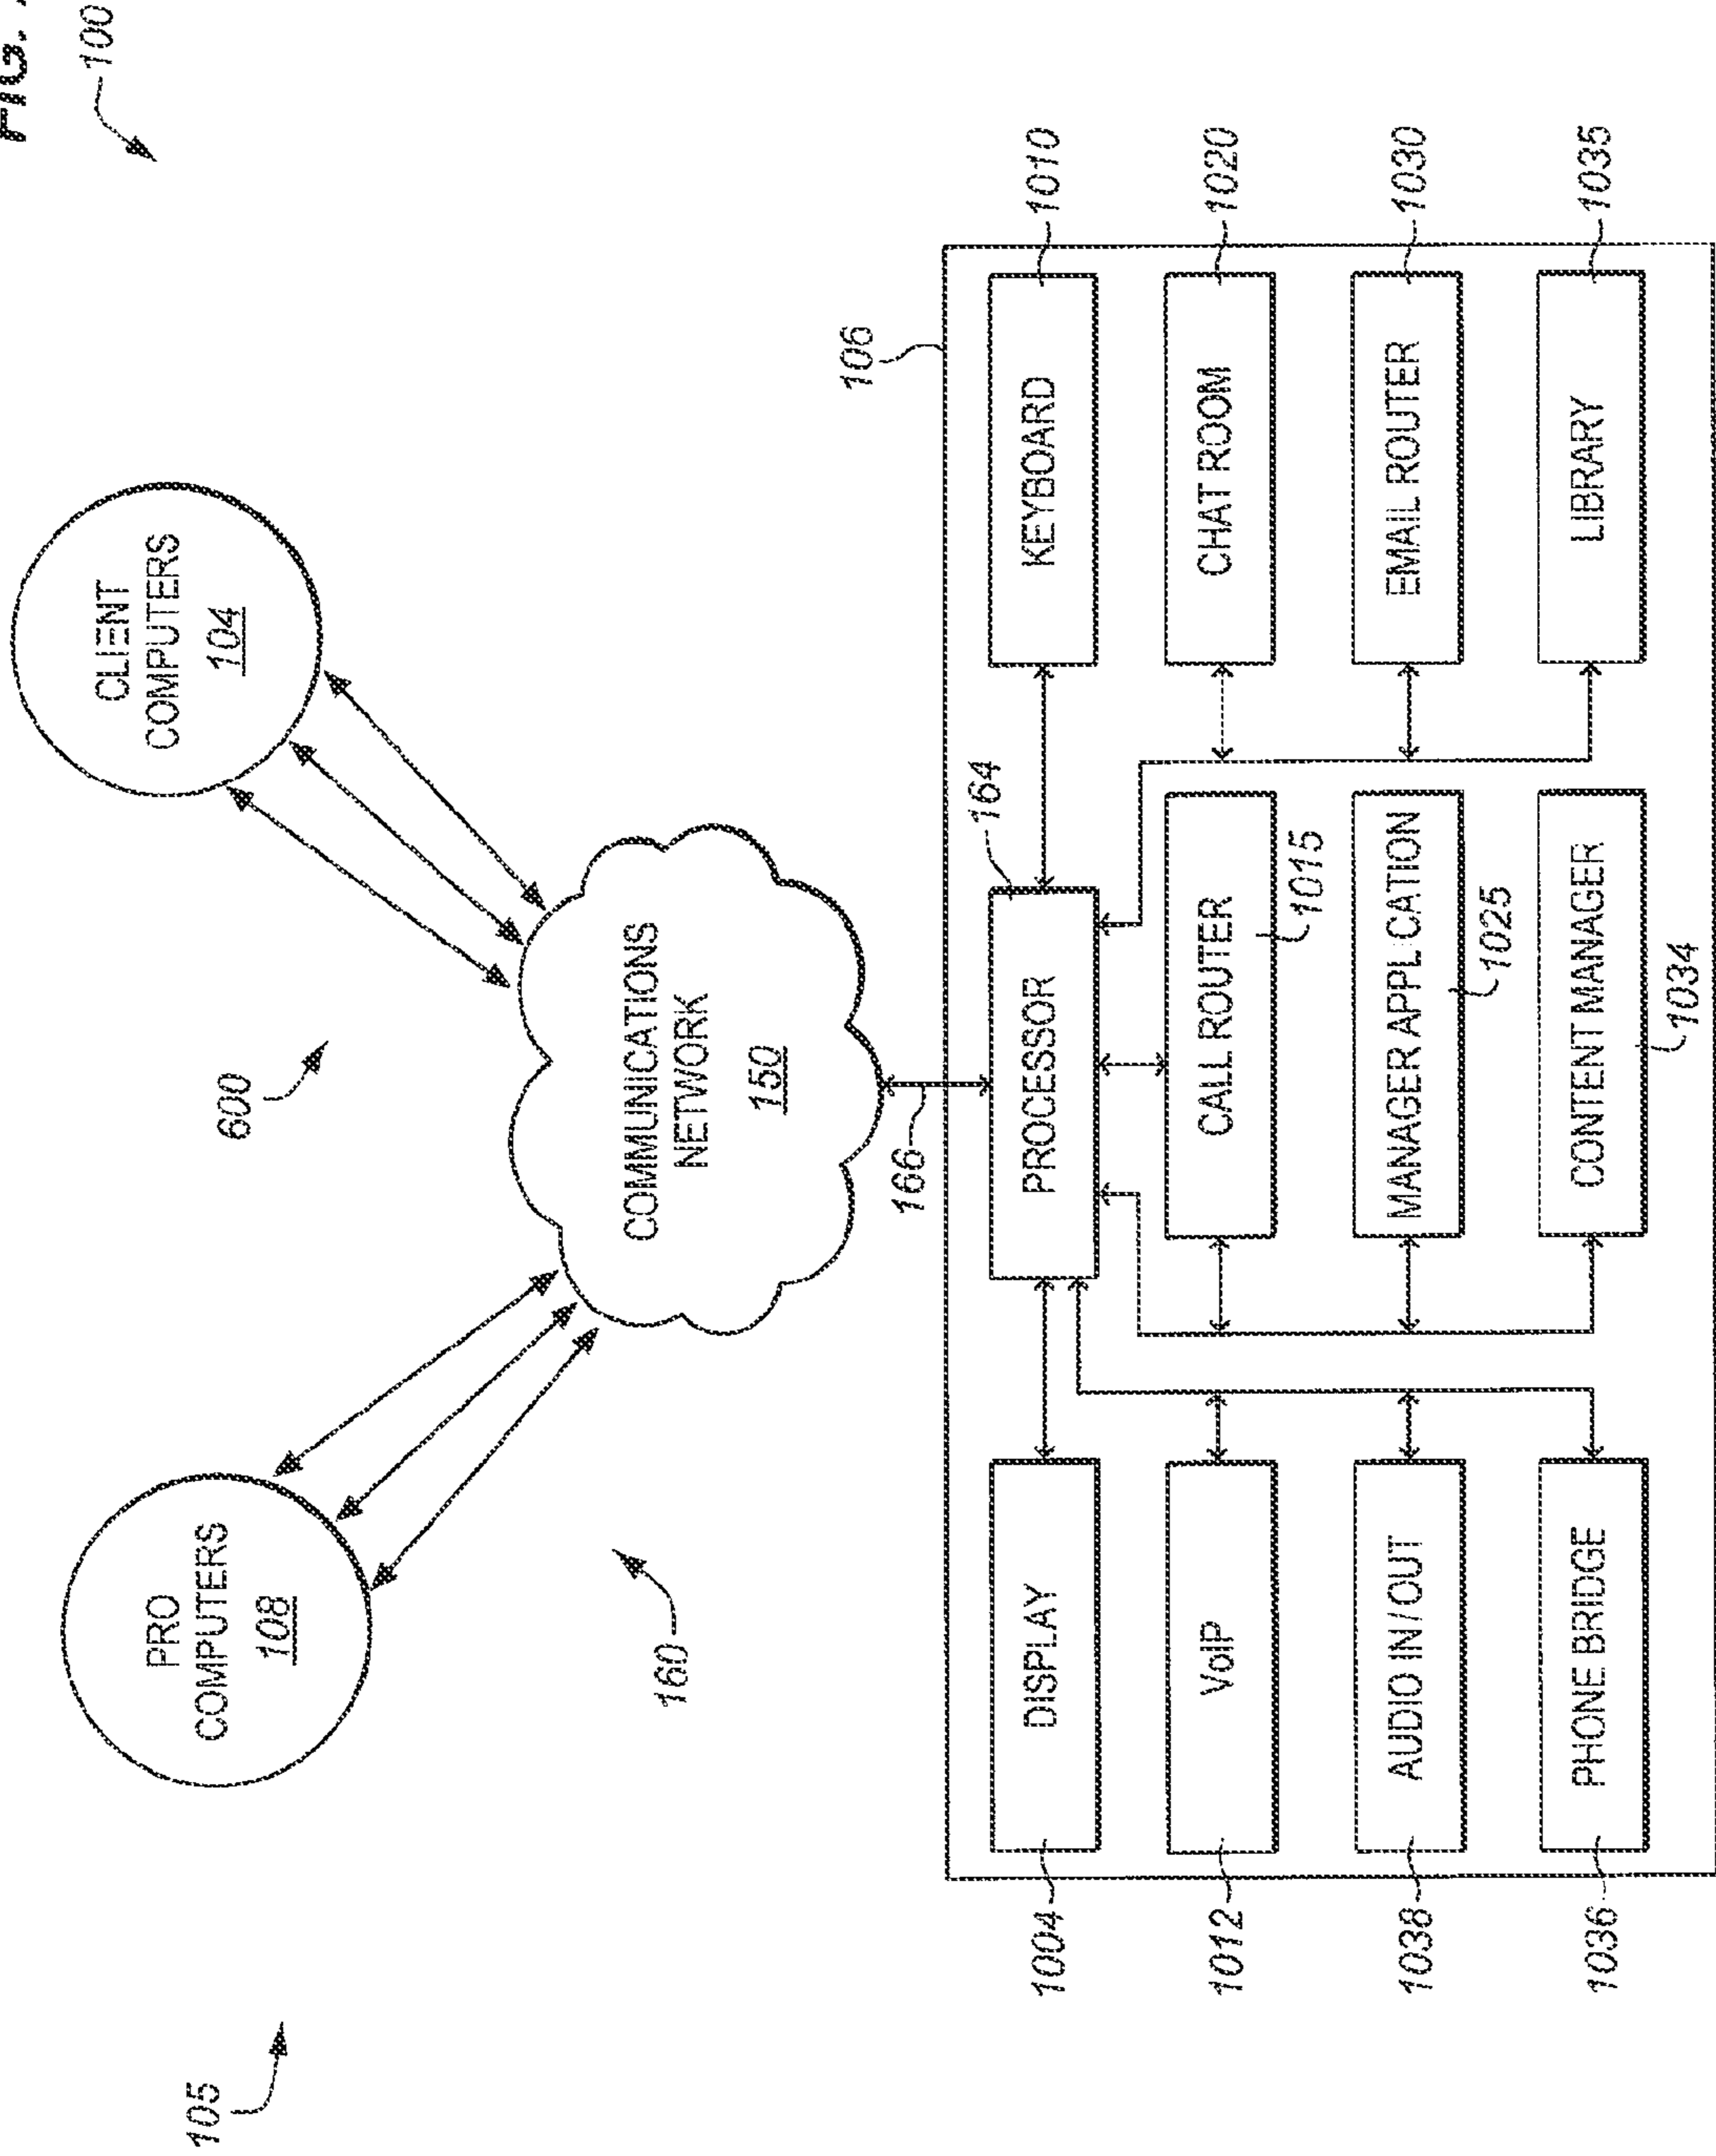 FIG.
100
CLIENT
COMPUTERS
104
PRO
COMPUTERS
108
105
600
160
COMMUNICATIONS
NETWORK
150
166
106
164
DISPLAY
1004
PROCESSOR
KEYBOARD
1010
VoIP
1012
CALL ROUTER
1015
CHAT ROOM
1020
AUDIO IN/OUT
1038
MANAGER APPLICATION
1025
EMAIL ROUTER
1030
PHONE BRIDGE
1036
CONTENT MANAGER
1034
LIBRARY
1035